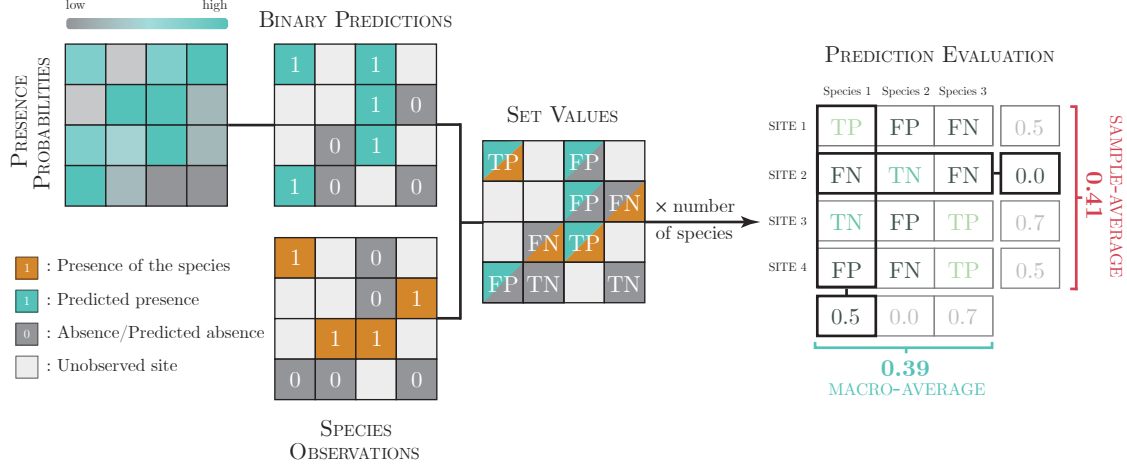 low
high
Presence
Probabilities
Binary Predictions
1 1
1 0
0 1
1 0 0
Species
Observations
1 0
0 1
1 1
0 0 0
1 : Presence of the species
1 : Predicted presence
0 : Absence/Predicted absence
: Unobserved site
Set Values
TP FP
FP FN
FN TP
FP TN TN
× number
of species
Prediction Evaluation
Species 1 Species 2 Species 3
SITE 1 TP FP FN 0.5
SITE 2 FN TN FN 0.0
SITE 3 TN FP TP 0.7
SITE 4 FP FN TP 0.5
0.5 0.0 0.7
0.39
MACRO-AVERAGE
SAMPLE-AVERAGE
0.41